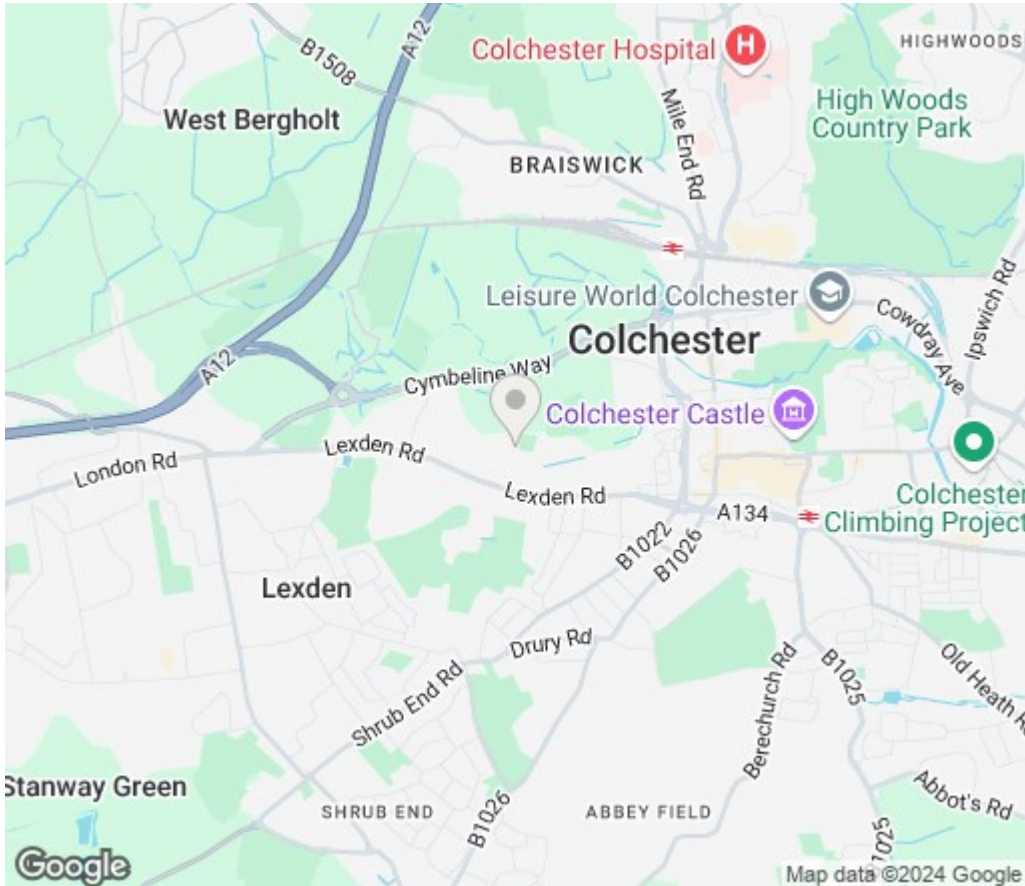 A12
B1508
Colchester Hospital
H
HIGHWOODS
West Bergholt
Mile End Rd
High Woods
Country Park
BRAISWICK
Ipswich Rd
Leisure World Colchester
Cowdray Ave
Colchester
A12
Cymbeline Way
Colchester Castle
London Rd
Lexden Rd
Lexden Rd
A134
Colchester
Climbing Project
B1022
B1026
Lexden
Drury Rd
Shrub End Rd
Berechurch Rd
B1025
Old Heath R
Stanway Green
SHRUB END
B1026
ABBEY FIELD
Abbot's Rd
B1025
Google
Map data ©2024 Google